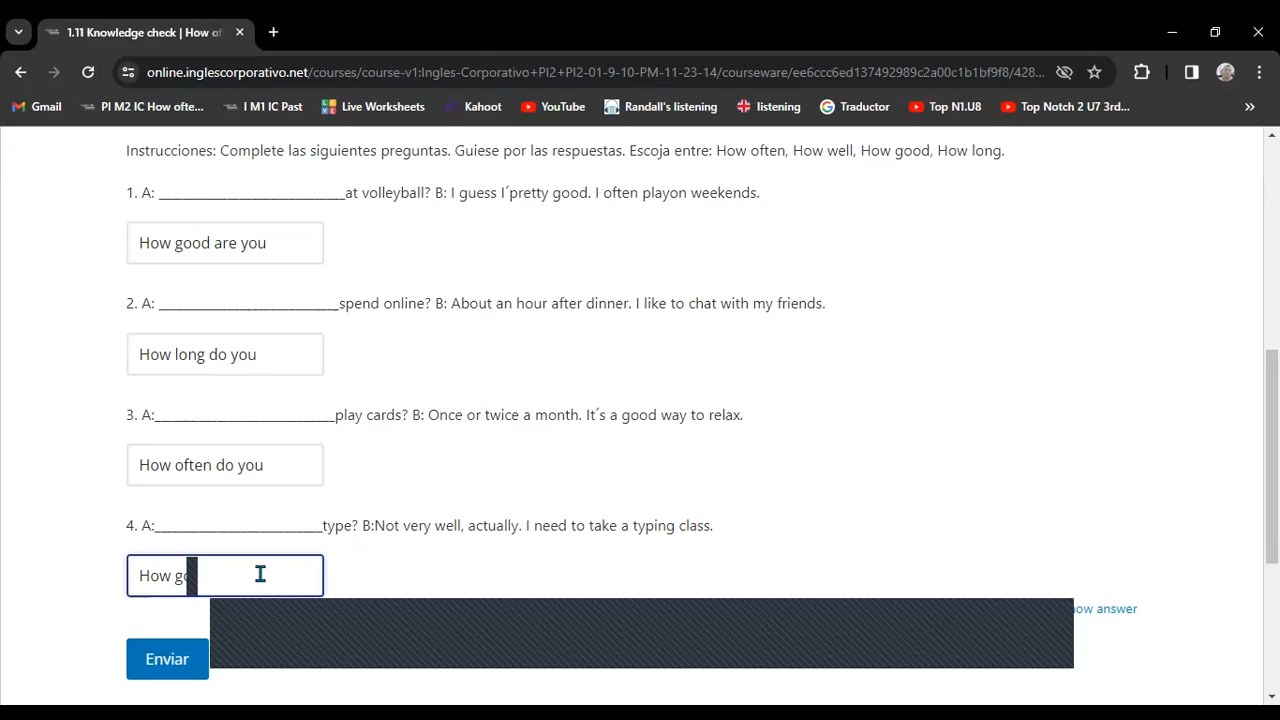 1.11 Knowledge check | How of
online.inglescorporativo.net/courses/course-v1:Ingles-Corporativo+PI2+PI2-01-9-10-PM-11-23-14/courseware/ee6ccc6ed137492989c2a00c1b1bf9f8/428...
Gmail PI M2 IC How ofte... I M1 IC Past Live Worksheets Kahoot YouTube Randall's listening listening Traductor Top N1.U8 Top Notch 2 U7 3rd... »
Instrucciones: Complete las siguientes preguntas. Guiese por las respuestas. Escoja entre: How often, How well, How good, How long.
1. A: ____________________________at volleyball? B: I guess I´pretty good. I often playon weekends.
How good are you
2. A: ___________________________spend online? B: About an hour after dinner. I like to chat with my friends.
How long do you
3. A:___________________________play cards? B: Once or twice a month. It´s a good way to relax.
How often do you
4. A:_________________________type? B:Not very well, actually. I need to take a typing class.
How
answer
Enviar